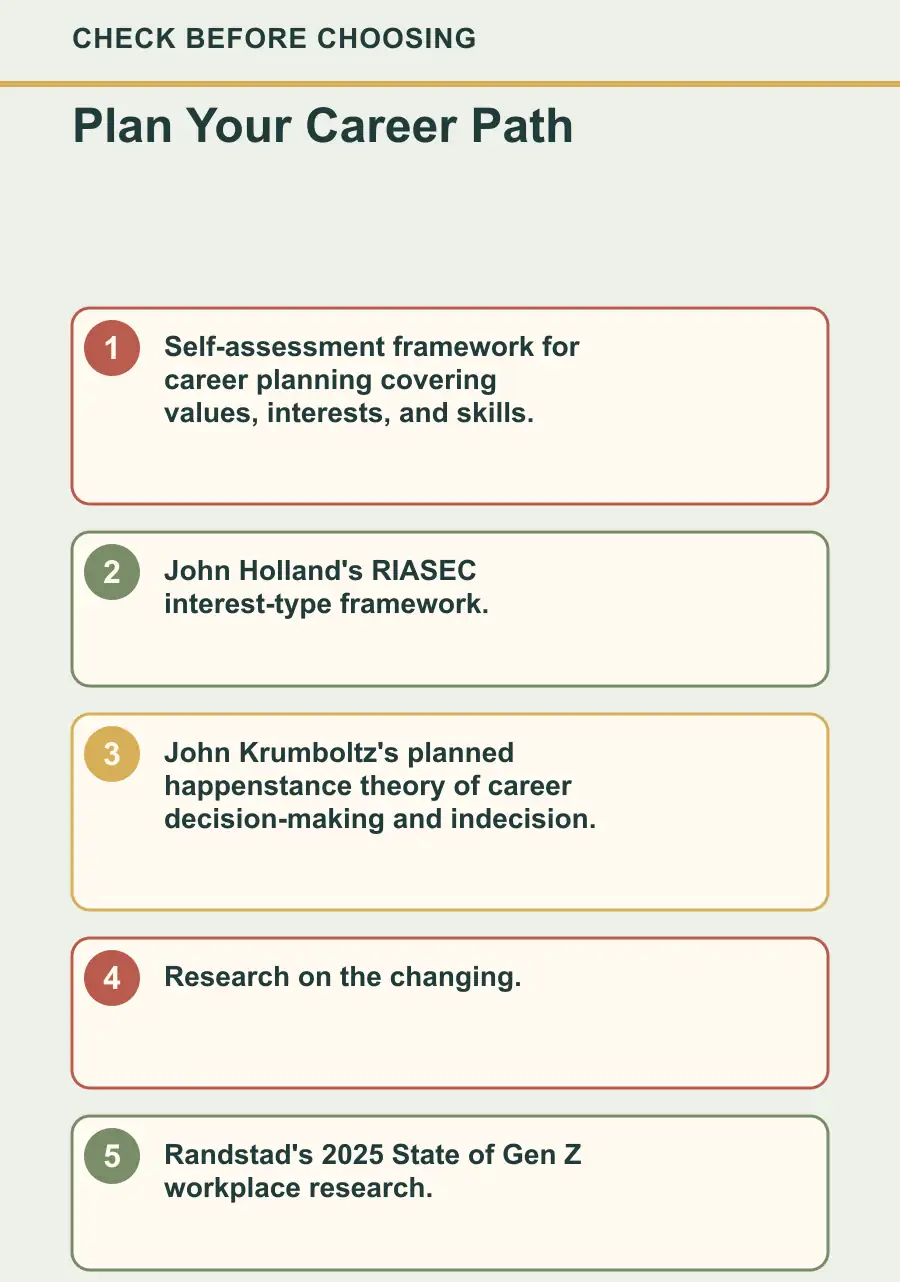 CHECK BEFORE CHOOSING
Plan Your Career Path
1
Self-assessment framework for
career planning covering
values, interests, and skills.
2
John Holland's RIASEC
interest-type framework.
3
John Krumboltz's planned
happenstance theory of career
decision-making and indecision.
4
Research on the changing.
5
Randstad's 2025 State of Gen Z
workplace research.